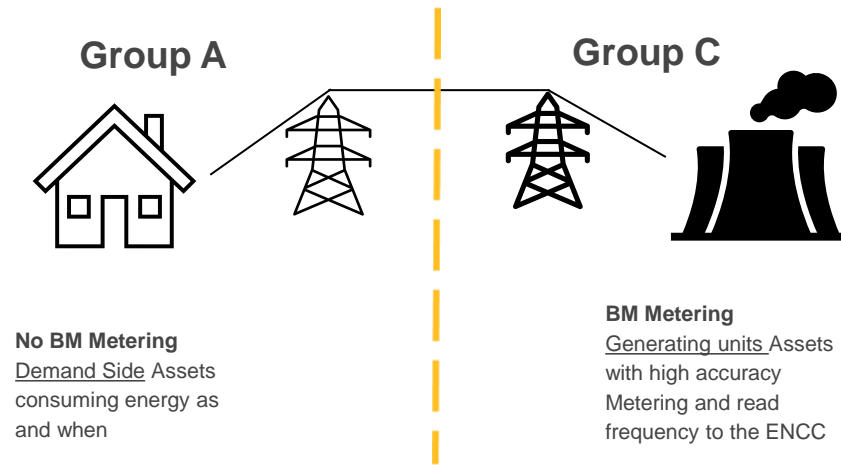 Group A
No BM Metering
Demand Side Assets
consuming energy as
and when
Group C
BM Metering
Generating units Assets
with high accuracy
Metering and read
frequency to the ENCC